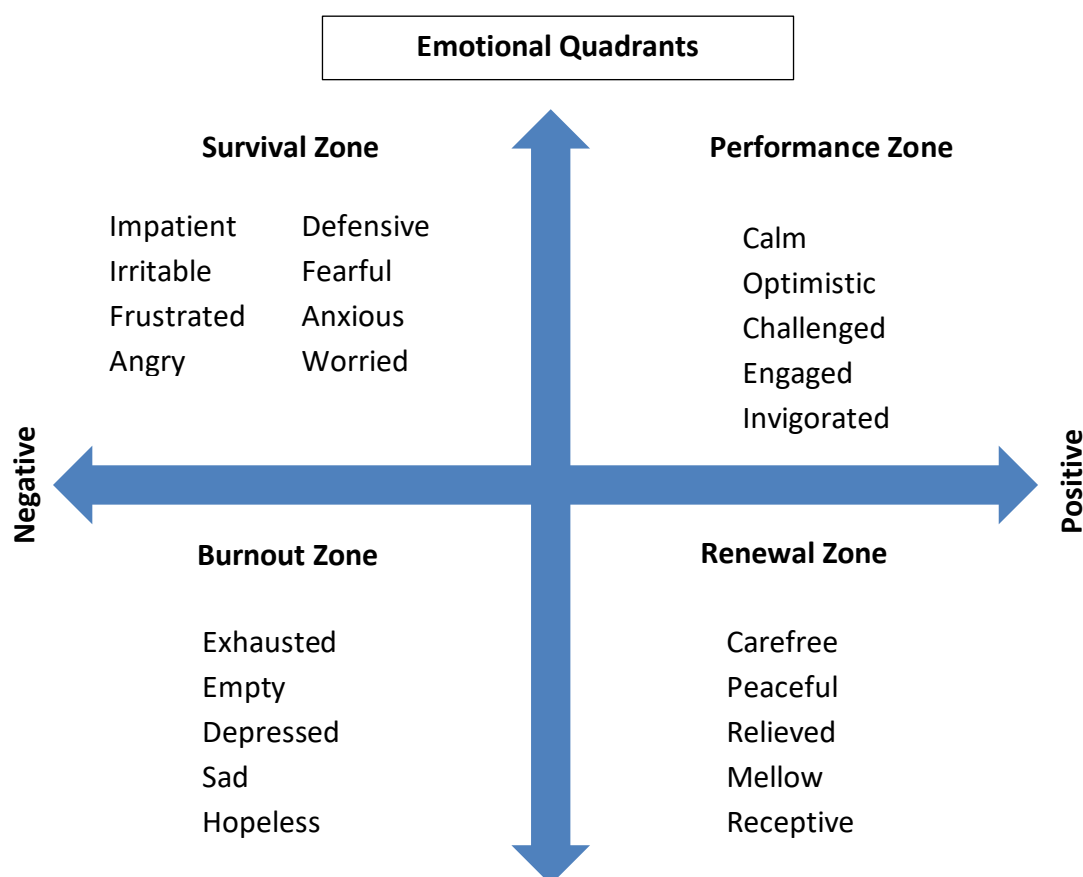 Emotional Quadrants
Survival Zone
Impatient Defensive
Irritable Fearful
Frustrated Anxious
Angry Worried
Performance Zone
Calm
Optimistic
Challenged
Engaged
Invigorated
Negative
Positive
Burnout Zone
Exhausted
Empty
Depressed
Sad
Hopeless
Renewal Zone
Carefree
Peaceful
Relieved
Mellow
Receptive